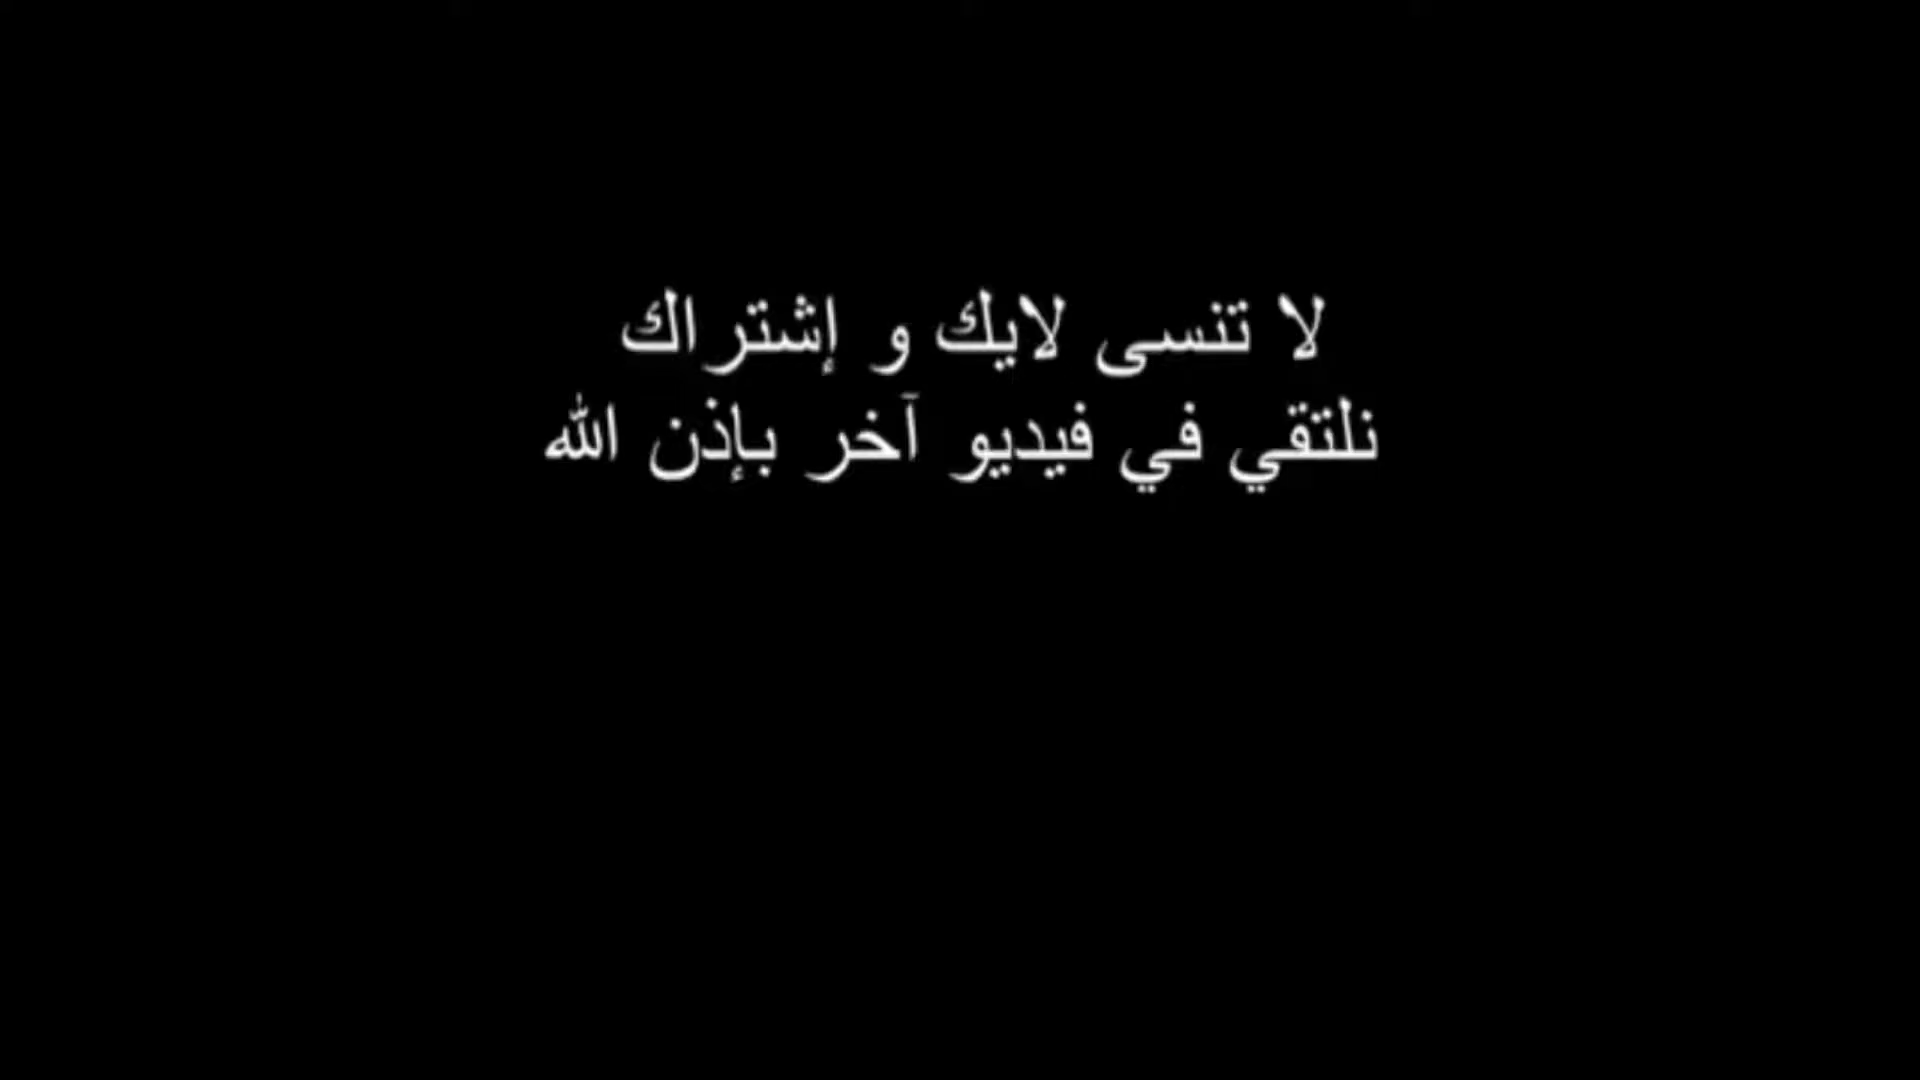 لا تنسى لايك و إشتراك
نلتقي في فيديو آخر بإذن الله